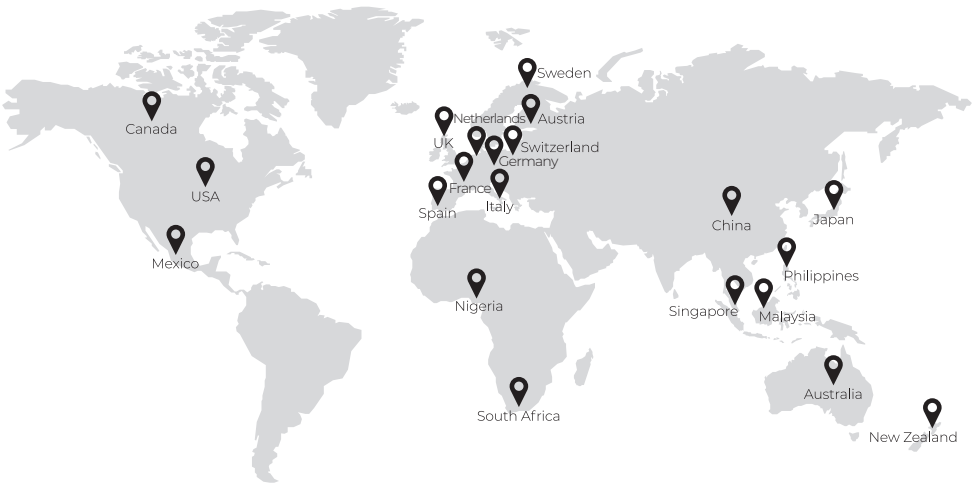 Sweden
Canada
Netherlands
Austria
UK
Switzerland
Germany
USA
France
Italy
Spain
China
Japan
Mexico
Philippines
Nigeria
Singapore
Malaysia
Australia
South Africa
New Zealand